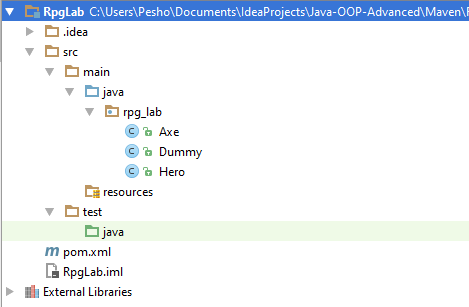 RpgLab C:\Users\Pesho\Documents\IdeaProjects\Java-OOP-Advanced\Maven\
.idea
src
main
java
rpg_lab
C Axe
C Dummy
C Hero
resources
test
java
m pom.xml
RpgLab.iml
External Libraries